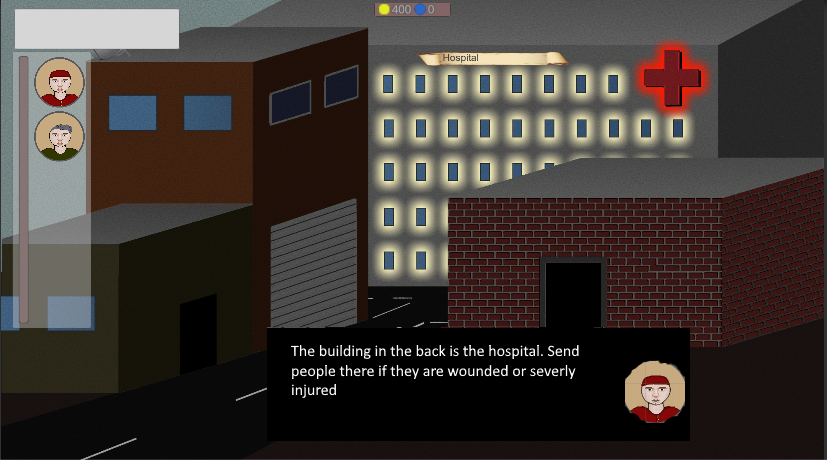 400 0
Hospital
The building in the back is the hospital. Send
people there if they are wounded or severly
injured